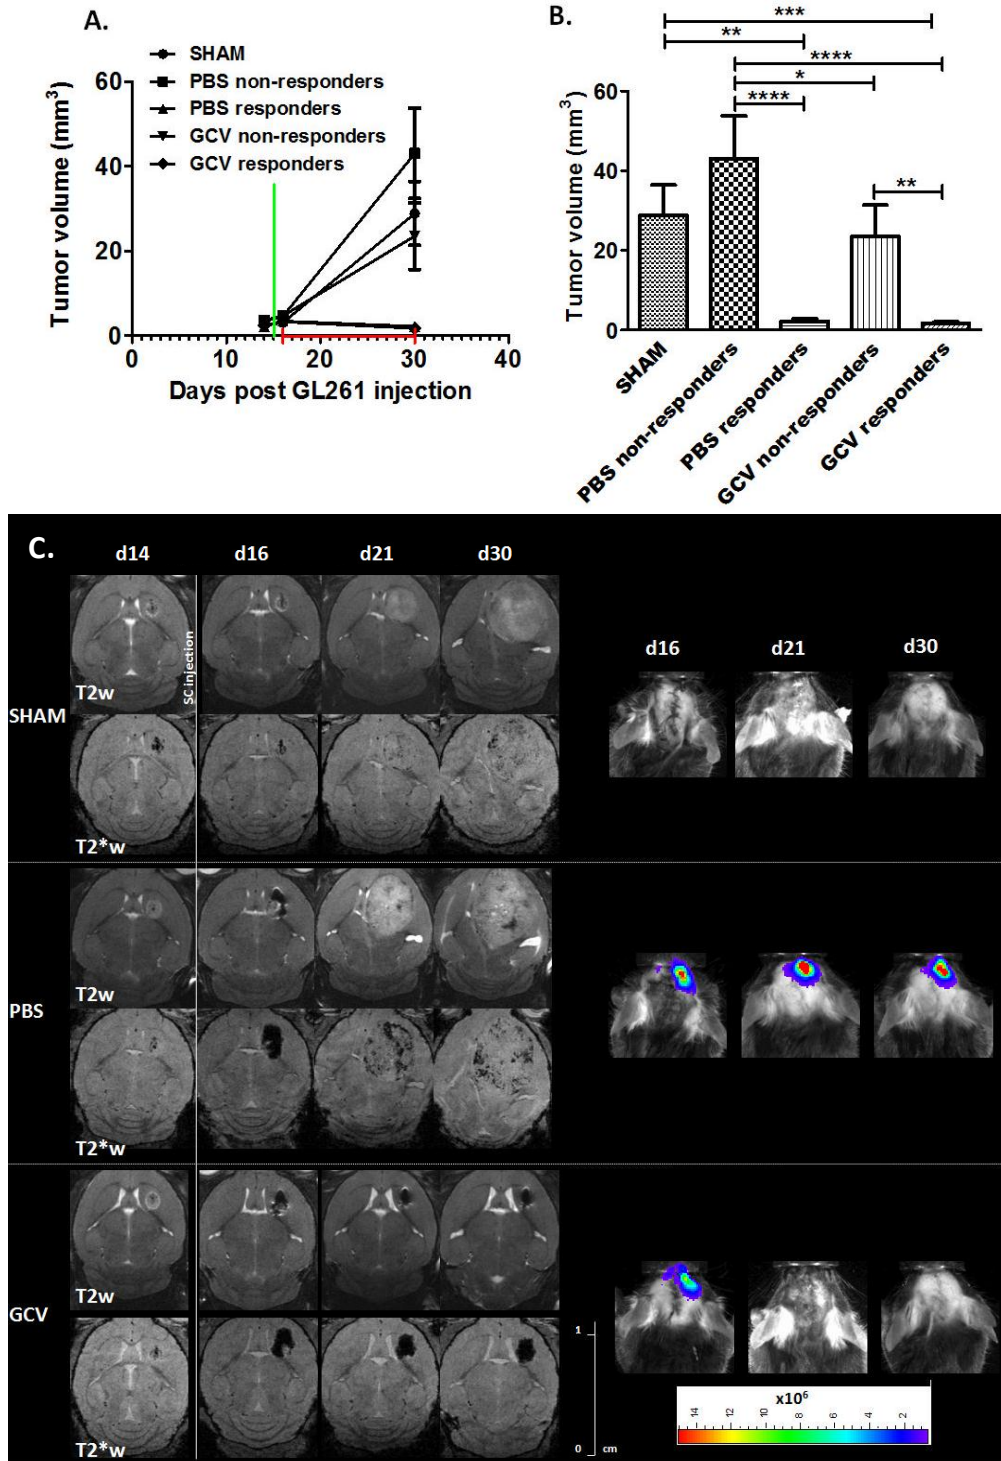 A.
SHAM
PBS non-responders
PBS responders
GCV non-responders
GCV responders
Tumor volume (mm³)
60
40
20
0
0 10 20 30 40
Days post GL261 injection
B.
***
**
****
*
****
**
Tumor volume (mm³)
60
40
20
0
SHAM
PBS non-responders
PBS responders
GCV non-responders
GCV responders
C.
d14 d16 d21 d30
SC injection
T2w
SHAM
T2*w
d16 d21 d30
T2w
PBS
T2*w
T2w
GCV
T2*w
1
0 cm
x10⁶
14 12 10 8 6 4 2